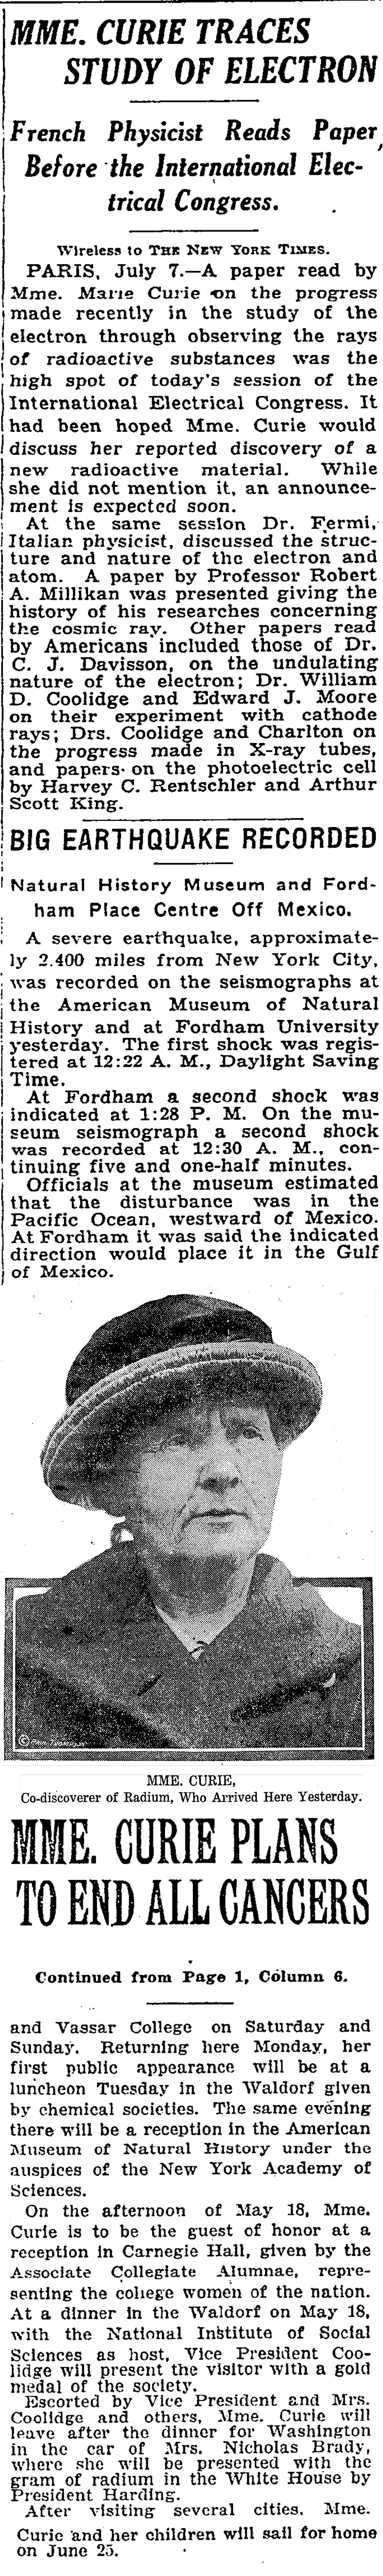 MME. CURIE TRACES
STUDY OF ELECTRON
French Physicist Reads Paper
Before the International Elec-
trical Congress.
Wireless to THE NEW YORK TIMES.
PARIS, July 7.—A paper read by
Mme. Marie Curie on the progress
made recently in the study of the
electron through observing the rays
of radioactive substances was the
high spot of today's session of the
International Electrical Congress. It
had been hoped Mme. Curie would
discuss her reported discovery of a
new radioactive material. While
she did not mention it, an announce-
ment is expected soon.
At the same session Dr. Fermi,
Italian physicist, discussed the struc-
ture and nature of the electron and
atom. A paper by Professor Robert
A. Millikan was presented giving the
history of his researches concerning
the cosmic ray. Other papers read
by Americans included those of Dr.
C. J. Davisson, on the undulating
nature of the electron; Dr. William
D. Coolidge and Edward J. Moore
on their experiment with cathode
rays; Drs. Coolidge and Charlton on
the progress made in X-ray tubes,
and papers on the photoelectric cell
by Harvey C. Rentschler and Arthur
Scott King.
BIG EARTHQUAKE RECORDED
Natural History Museum and Ford-
ham Place Centre Off Mexico.
A severe earthquake, approximate-
ly 2,400 miles from New York City,
was recorded on the seismographs at
the American Museum of Natural
History and at Fordham University
yesterday. The first shock was regis-
tered at 12:22 A. M., Daylight Saving
Time.
At Fordham a second shock was
indicated at 1:28 P. M. On the mu-
seum seismograph a second shock
was recorded at 12:30 A. M., con-
tinuing five and one-half minutes.
Officials at the museum estimated
that the disturbance was in the
Pacific Ocean, westward of Mexico.
At Fordham it was said the indicated
direction would place it in the Gulf
of Mexico.
© PAUL THOMPSON
MME. CURIE,
Co-discoverer of Radium, Who Arrived Here Yesterday.
MME. CURIE PLANS
TO END ALL CANCERS
Continued from Page 1, Column 6.
and Vassar College on Saturday and
Sunday. Returning here Monday, her
first public appearance will be at a
luncheon Tuesday in the Waldorf given
by chemical societies. The same evening
there will be a reception in the American
Museum of Natural History under the
auspices of the New York Academy of
Sciences.
On the afternoon of May 18, Mme.
Curie is to be the guest of honor at a
reception in Carnegie Hall, given by the
Associate Collegiate Alumnae, repre-
senting the college women of the nation.
At a dinner in the Waldorf on May 18,
with the National Institute of Social
Sciences as host, Vice President Coo-
lidge will present the visitor with a gold
medal of the society.
Escorted by Vice President and Mrs.
Coolidge and others, Mme. Curie will
leave after the dinner for Washington
in the car of Mrs. Nicholas Brady,
where she will be presented with the
gram of radium in the White House by
President Harding.
After visiting several cities, Mme.
Curie and her children will sail for home
on June 25.